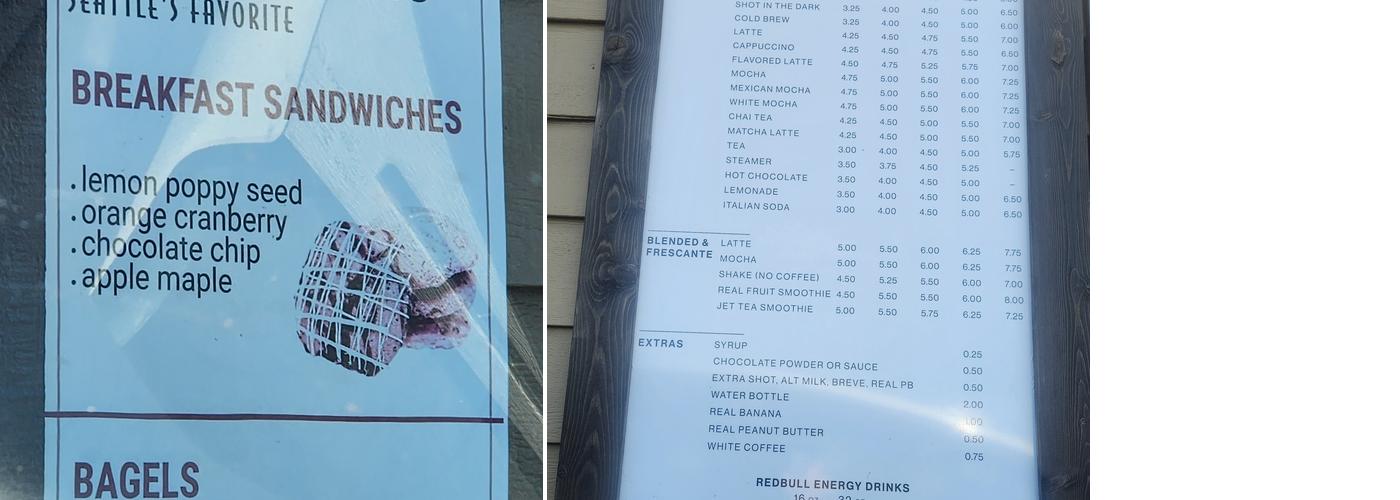 SEATTLE'S FAVORITE
BREAKFAST SANDWICHES
. lemon poppy seed
. orange cranberry
. chocolate chip
. apple maple
BAGELS
SHOT IN THE DARK 3.25 4.00 4.50 5.00 6.50
COLD BREW 3.25 4.00 4.50 5.00 6.00
LATTE 4.25 4.50 4.75 5.50 7.00
CAPPUCCINO 4.25 4.50 4.75 5.50 6.50
FLAVORED LATTE 4.50 4.75 5.25 5.75 7.00
MOCHA 4.75 5.00 5.50 6.00 7.25
MEXICAN MOCHA 4.75 5.00 5.50 6.00 7.25
WHITE MOCHA 4.75 5.00 5.50 6.00 7.25
CHAI TEA 4.25 4.50 5.00 5.50 7.00
MATCHA LATTE 4.25 4.50 5.00 5.50 7.00
TEA 3.00 4.00 4.50 5.00 5.75
STEAMER 3.50 3.75 4.50 5.25 –
HOT CHOCOLATE 3.50 4.00 4.50 5.00 –
LEMONADE 3.50 4.00 4.50 5.00 6.50
ITALIAN SODA 3.00 4.00 4.50 5.00 6.50
BLENDED & FRESCANTE
LATTE 5.00 5.50 6.00 6.25 7.75
MOCHA 5.00 5.50 6.00 6.25 7.75
SHAKE (NO COFFEE) 4.50 5.25 5.50 6.00 7.00
REAL FRUIT SMOOTHIE 4.50 5.50 5.50 6.00 8.00
JET TEA SMOOTHIE 5.00 5.50 5.75 6.25 7.25
EXTRAS
SYRUP 0.25
CHOCOLATE POWDER OR SAUCE 0.50
EXTRA SHOT, ALT MILK, BREVE, REAL PB 0.50
WATER BOTTLE 2.00
REAL BANANA 1.00
REAL PEANUT BUTTER 0.50
WHITE COFFEE 0.75
REDBULL ENERGY DRINKS